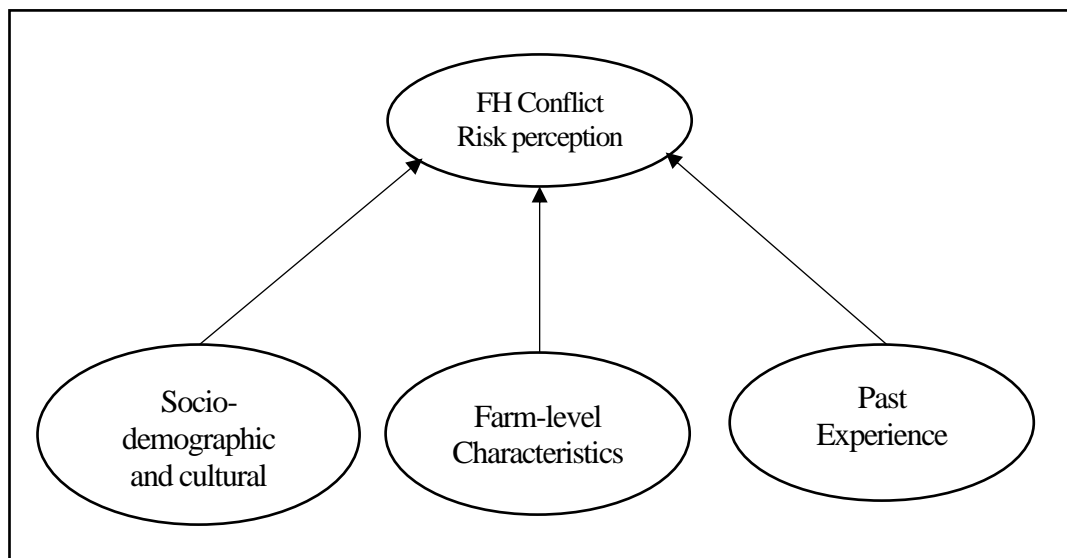 FH Conflict
Risk perception
Socio-
demographic
and cultural
Farm-level
Characteristics
Past
Experience